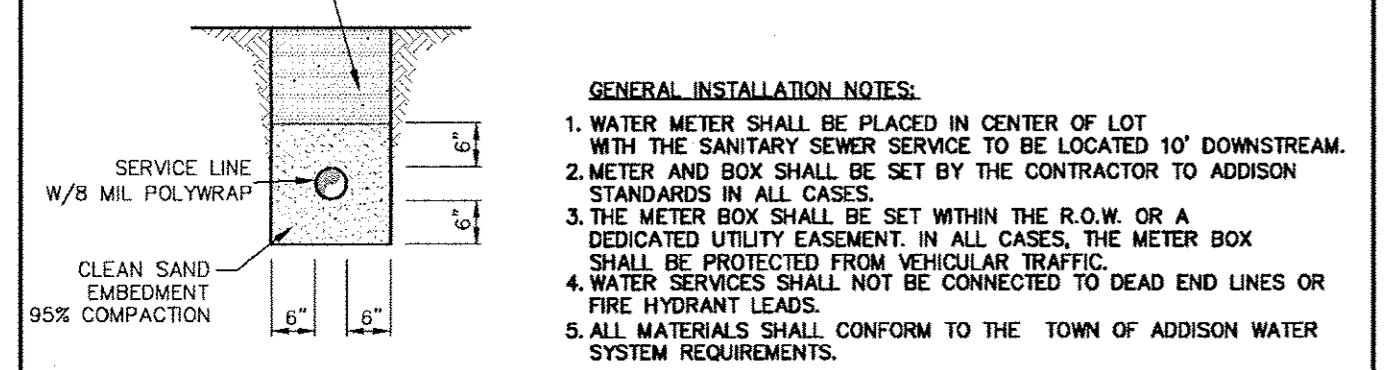 SERVICE LINE
W/8 MIL POLYWRAP
CLEAN SAND
EMBEDMENT
95% COMPACTION
6"
6"
6"
6"
GENERAL INSTALLATION NOTES:
1. WATER METER SHALL BE PLACED IN CENTER OF LOT
WITH THE SANITARY SEWER SERVICE TO BE LOCATED 10' DOWNSTREAM.
2. METER AND BOX SHALL BE SET BY THE CONTRACTOR TO ADDISON
STANDARDS IN ALL CASES.
3. THE METER BOX SHALL BE SET WITHIN THE R.O.W. OR A
DEDICATED UTILITY EASEMENT. IN ALL CASES, THE METER BOX
SHALL BE PROTECTED FROM VEHICULAR TRAFFIC.
4. WATER SERVICES SHALL NOT BE CONNECTED TO DEAD END LINES OR
FIRE HYDRANT LEADS.
5. ALL MATERIALS SHALL CONFORM TO THE TOWN OF ADDISON WATER
SYSTEM REQUIREMENTS.